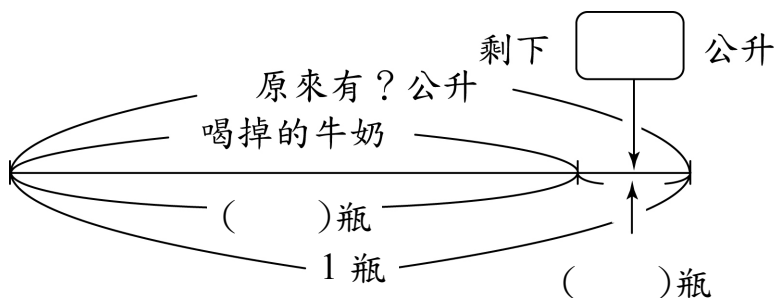 剩下 公升
原來有？公升
喝掉的牛奶
(　　)瓶
1 瓶
(　　)瓶